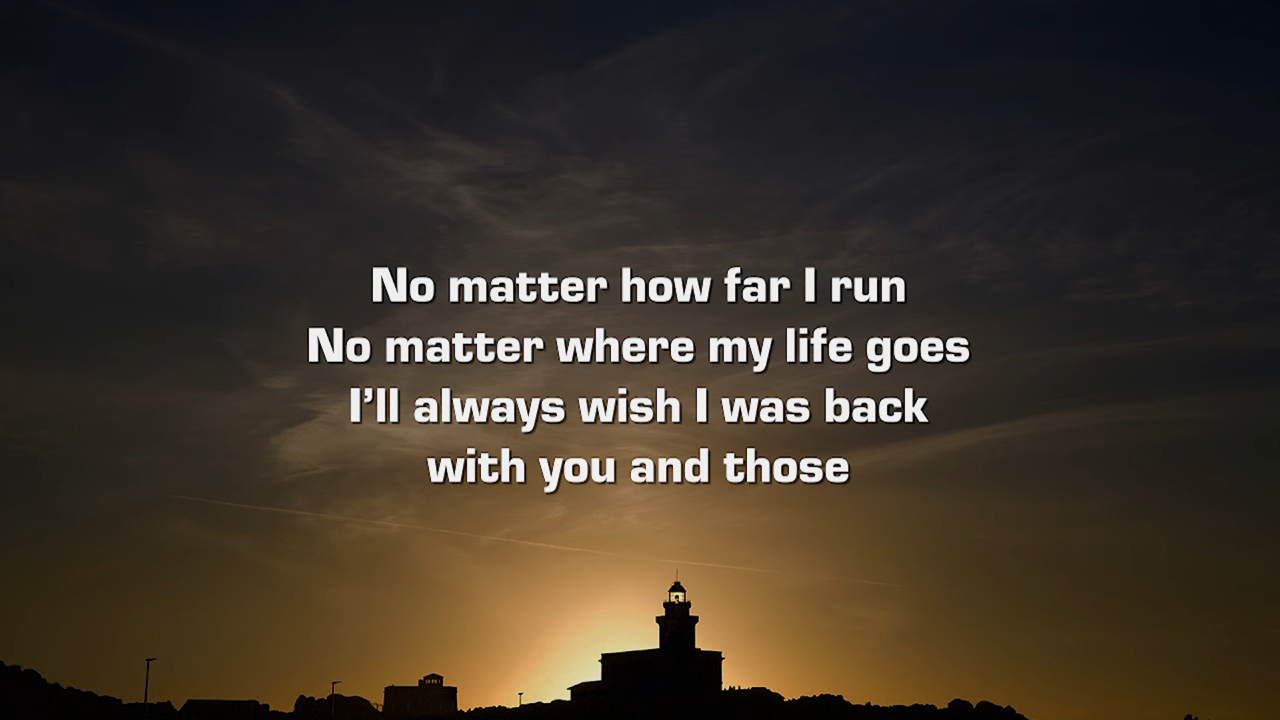 No matter how far I run
No matter where my life goes
I’ll always wish I was back
with you and those